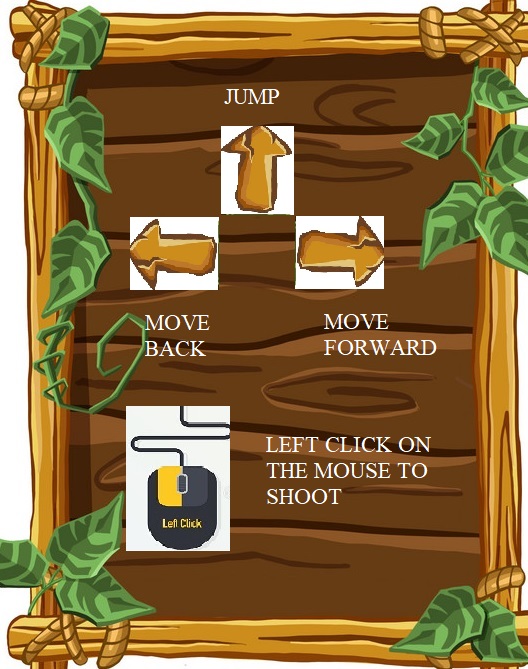 JUMP
MOVE
BACK
MOVE
FORWARD
Left Click
LEFT CLICK ON
THE MOUSE TO
SHOOT